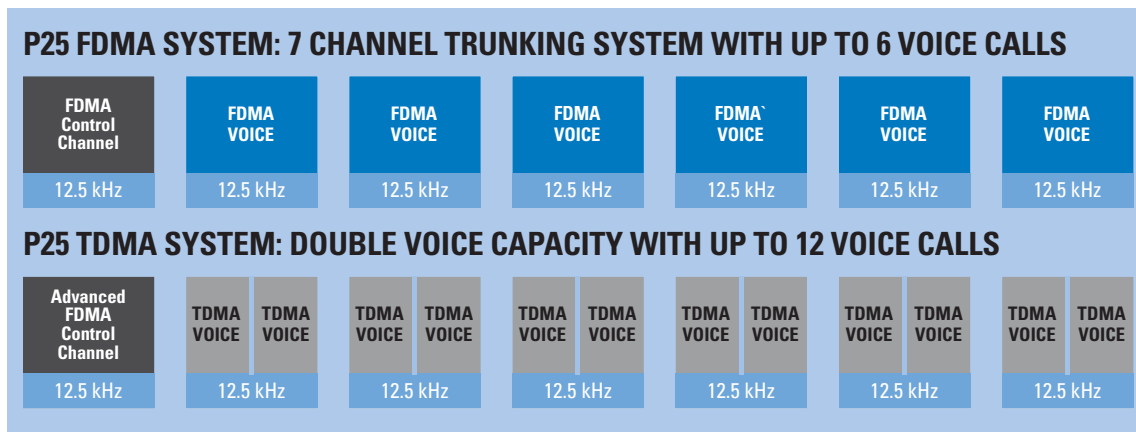 P25 FDMA SYSTEM: 7 CHANNEL TRUNKING SYSTEM WITH UP TO 6 VOICE CALLS
FDMA
Control
Channel
FDMA
VOICE
FDMA
VOICE
FDMA
VOICE
FDMA`
VOICE
FDMA
VOICE
FDMA
VOICE
12.5 kHz
12.5 kHz
12.5 kHz
12.5 kHz
12.5 kHz
12.5 kHz
12.5 kHz
P25 TDMA SYSTEM: DOUBLE VOICE CAPACITY WITH UP TO 12 VOICE CALLS
Advanced
FDMA
Control
Channel
TDMA
VOICE
TDMA
VOICE
TDMA
VOICE
TDMA
VOICE
TDMA
VOICE
TDMA
VOICE
TDMA
VOICE
TDMA
VOICE
TDMA
VOICE
TDMA
VOICE
TDMA
VOICE
TDMA
VOICE
12.5 kHz
12.5 kHz
12.5 kHz
12.5 kHz
12.5 kHz
12.5 kHz
12.5 kHz